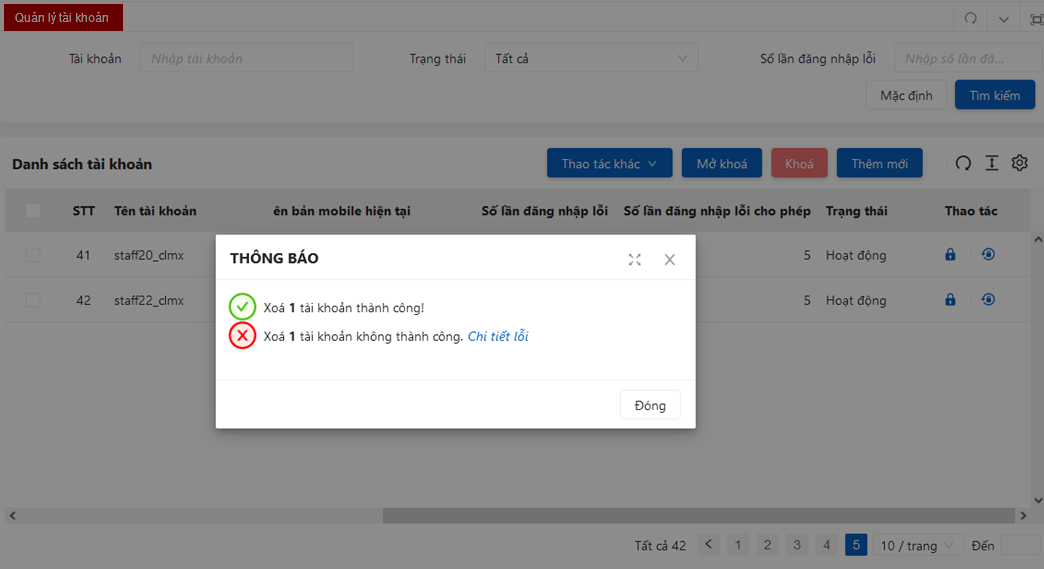 Quản lý tài khoản
Tài khoản Nhập tài khoản Trạng thái Tất cả Số lần đăng nhập lỗi Nhập số lần đã...
Mặc định Tìm kiếm
Danh sách tài khoản Thao tác khác Mở khoá Khoá Thêm mới
STT Tên tài khoản ên bản mobile hiện tại Số lần đăng nhập lỗi Số lần đăng nhập lỗi cho phép Trạng thái Thao tác
41 staff20_clmx 5 Hoạt động
42 staff22_clmx 5 Hoạt động
THÔNG BÁO
Xoá 1 tài khoản thành công!
Xoá 1 tài khoản không thành công. Chi tiết lỗi
Đóng
Tất cả 42 1 2 3 4 5 10 / trang Đến